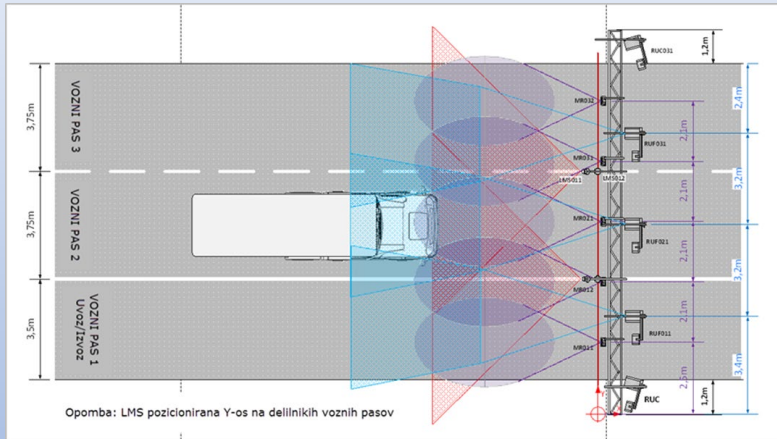 1,2m
RUC031
3,75m
VOZNI PAS 3
MR032
2,4m
2,1m
RUF031
MR031
3,2m
LMS011
LMS012
3,75m
VOZNI PAS 2
2,1m
MR021
RUF021
2,1m
3,2m
MR012
3,5m
VOZNI PAS 1
Uvoz/Izvoz
2,1m
RUF011
MR011
3,4m
2,5m
1,2m
RUC
Y
Opomba: LMS pozicionirana Y-os na delilnikih voznih pasov